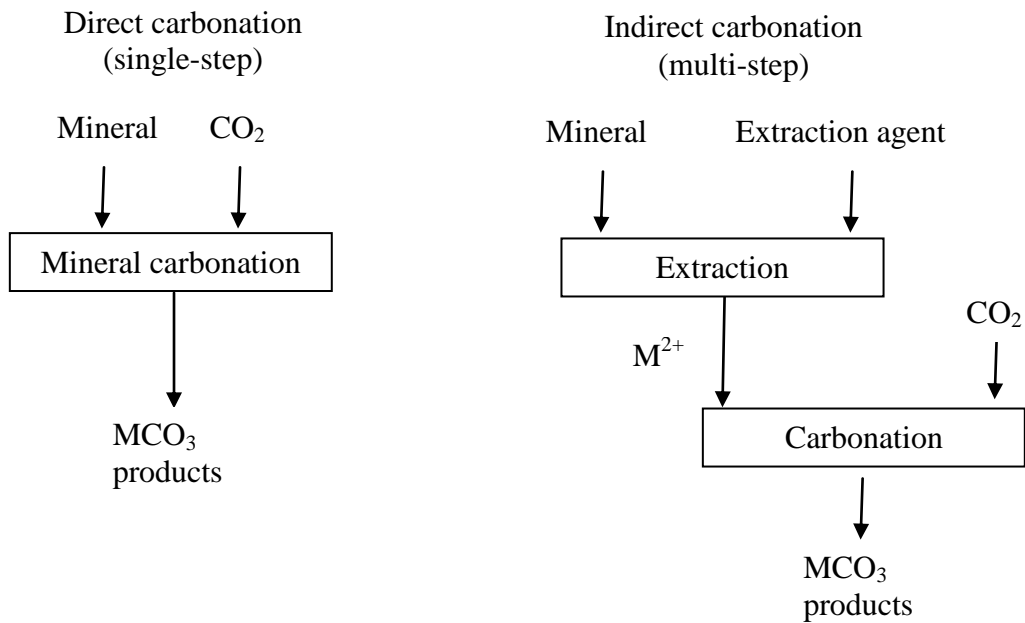 Direct carbonation
(single-step)
Mineral
CO₂
Mineral carbonation
MCO₃
products
Indirect carbonation
(multi-step)
Mineral
Extraction agent
Extraction
M²⁺
CO₂
Carbonation
MCO₃
products